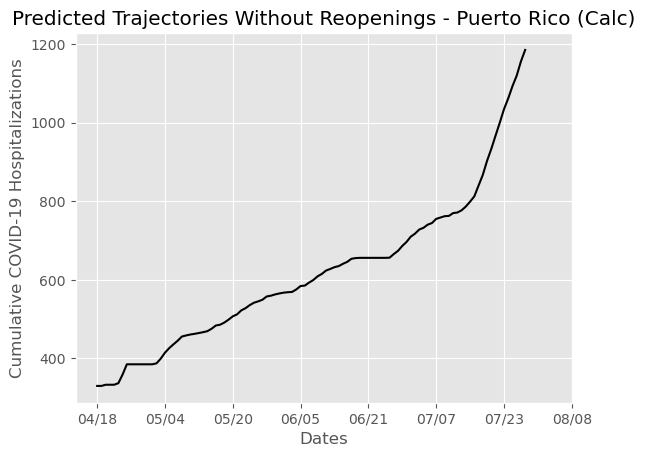 Predicted Trajectories Without Reopenings - Puerto Rico (Calc)
Cumulative COVID-19 Hospitalizations
1200
1000
800
600
400
04/18 05/04 05/20 06/05 06/21 07/07 07/23 08/08
Dates